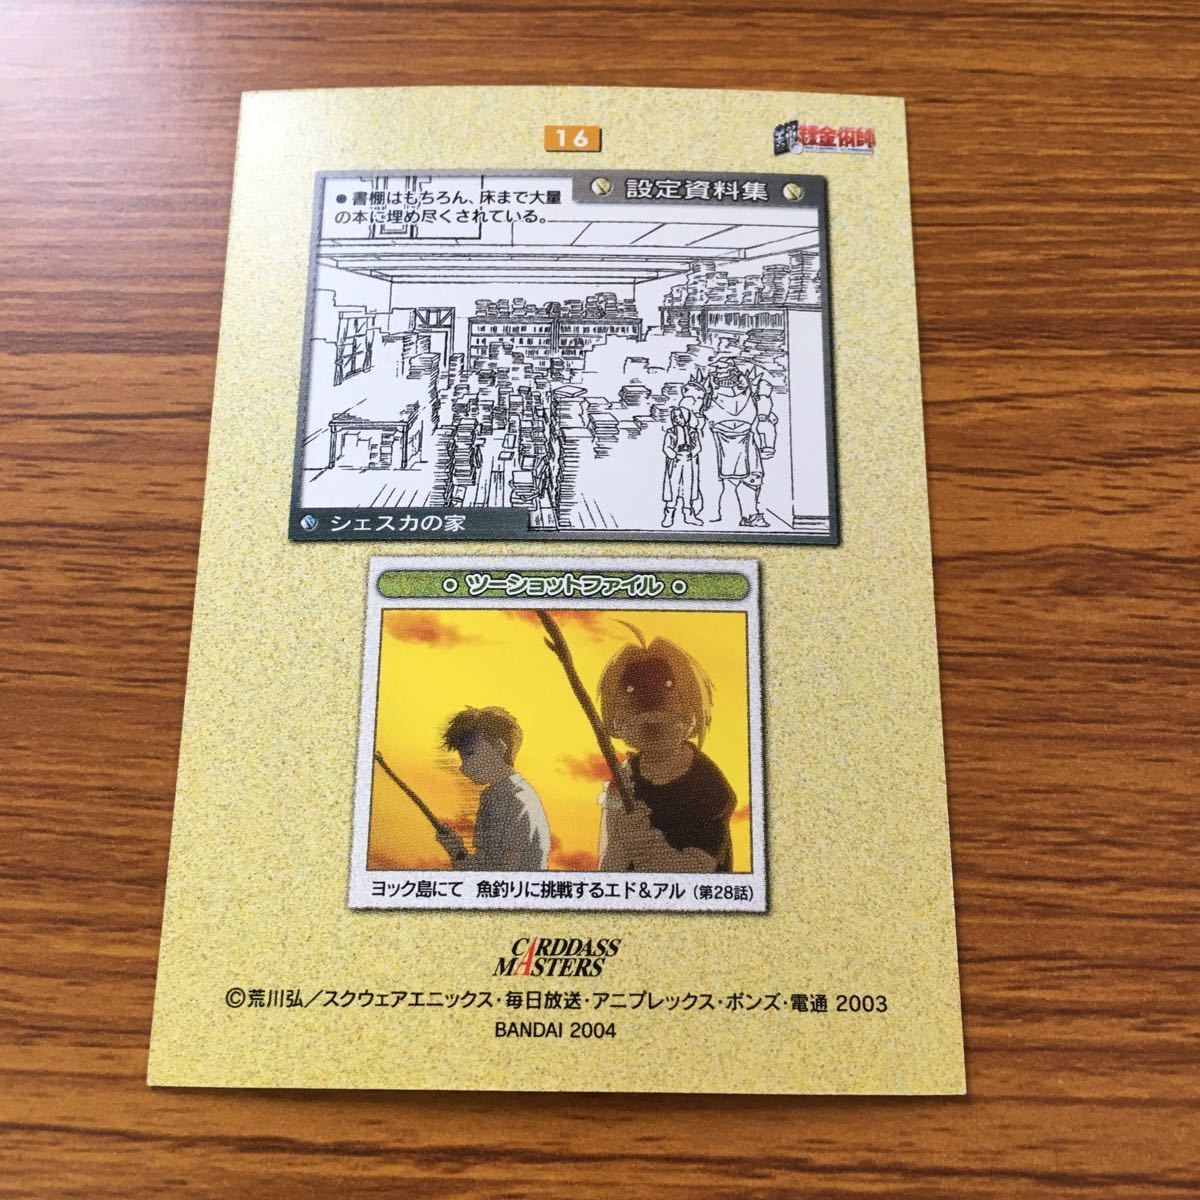 16
鋼の錬金術師
設定資料集
● 書棚はもちろん、床まで大量
の本に埋め尽くされている。
シェスカの家
ツーショットファイル
ヨック島にて 魚釣りに挑戦するエド&アル（第28話）
CARDDASS
MASTERS
©荒川弘／スクウェアエニックス・毎日放送・アニプレックス・ボンズ・電通 2003
BANDAI 2004